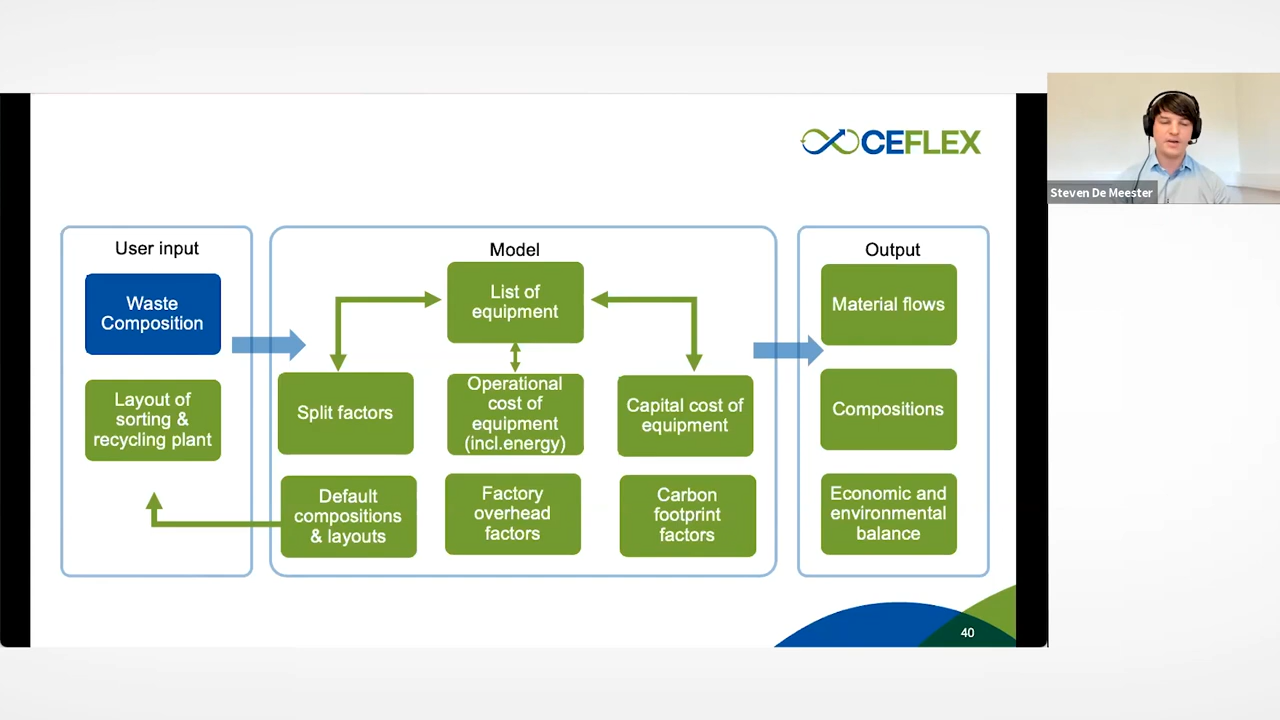 CEFLEX
Steven De Meester
User input
Waste
Composition
Layout of
sorting &
recycling plant
Model
List of
equipment
Split factors
Operational
cost of
equipment
(incl.energy)
Capital cost of
equipment
Default
compositions
& layouts
Factory
overhead
factors
Carbon
footprint
factors
Output
Material flows
Compositions
Economic and
environmental
balance
40